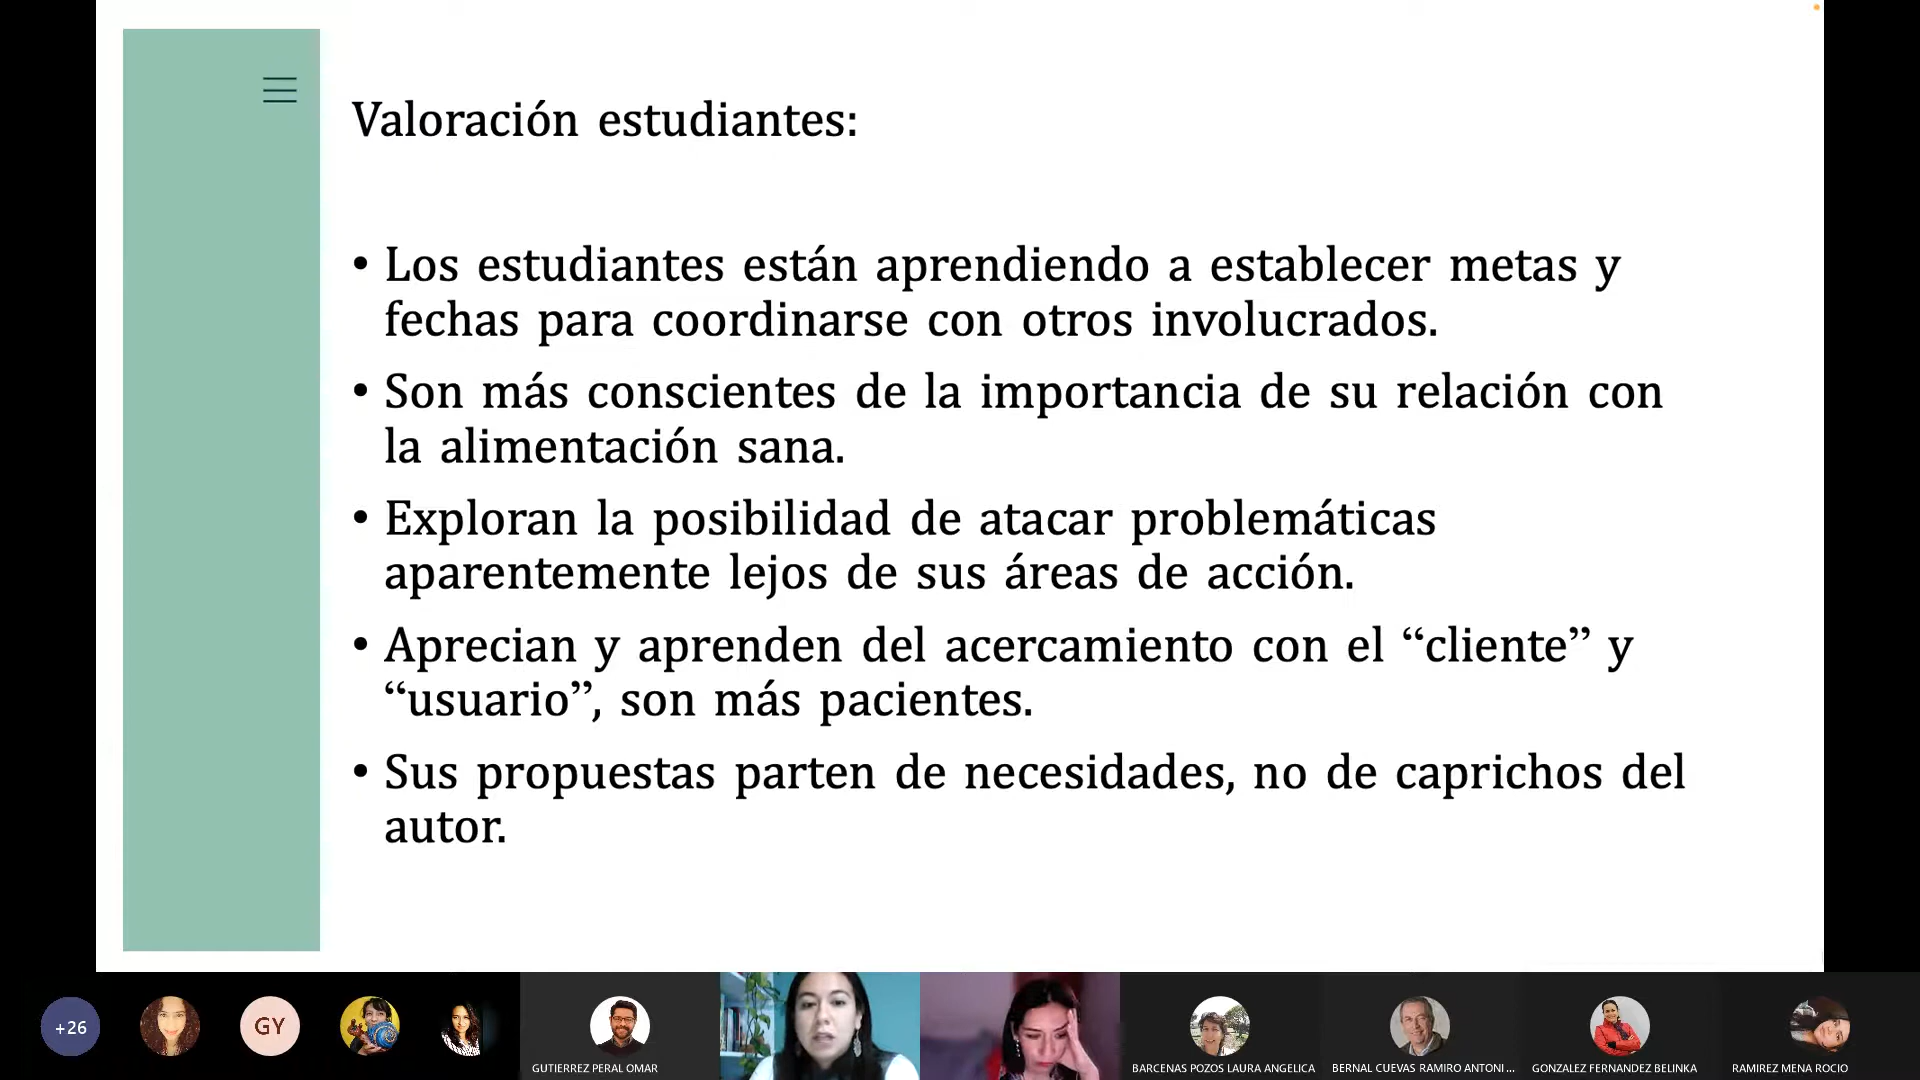 Valoración estudiantes:
• Los estudiantes están aprendiendo a establecer metas y
fechas para coordinarse con otros involucrados.
• Son más conscientes de la importancia de su relación con
la alimentación sana.
• Exploran la posibilidad de atacar problemáticas
aparentemente lejos de sus áreas de acción.
• Aprecian y aprenden del acercamiento con el “cliente” y
“usuario”, son más pacientes.
• Sus propuestas parten de necesidades, no de caprichos del
autor.
+26
GY
GUTIERREZ PERAL OMAR
BARCENAS POZOS LAURA ANGELICA
BERNAL CUEVAS RAMIRO ANTONI ...
GONZALEZ FERNANDEZ BELINKA
RAMIREZ MENA ROCIO